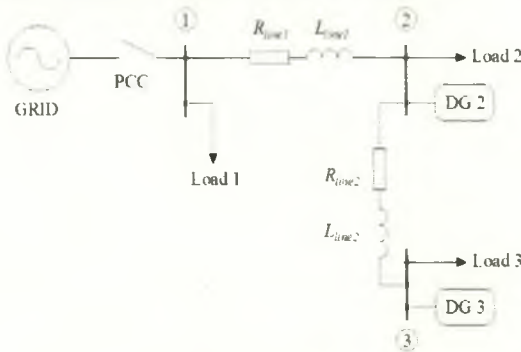 1
2
R_line1
L_line1
Load 2
PCC
GRID
DG 2
Load 1
R_line2
L_line2
Load 3
DG 3
3